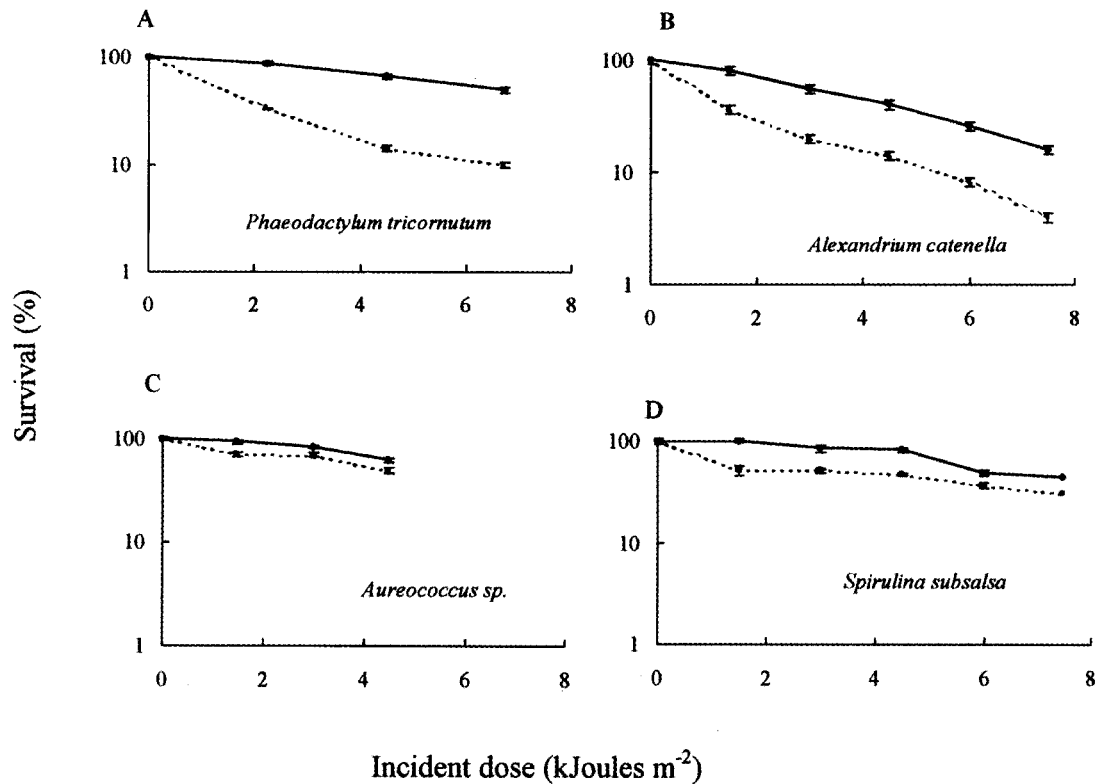 A
100
10
1
Phaeodactylum tricornutum
0 2 4 6 8
B
100
10
1
Alexandrium catenella
0 2 4 6 8
Survival (%)
C
100
10
1
Aureococcus sp.
0 2 4 6 8
D
100
10
1
Spirulina subsalsa
0 2 4 6 8
Incident dose (kJoules m⁻²)